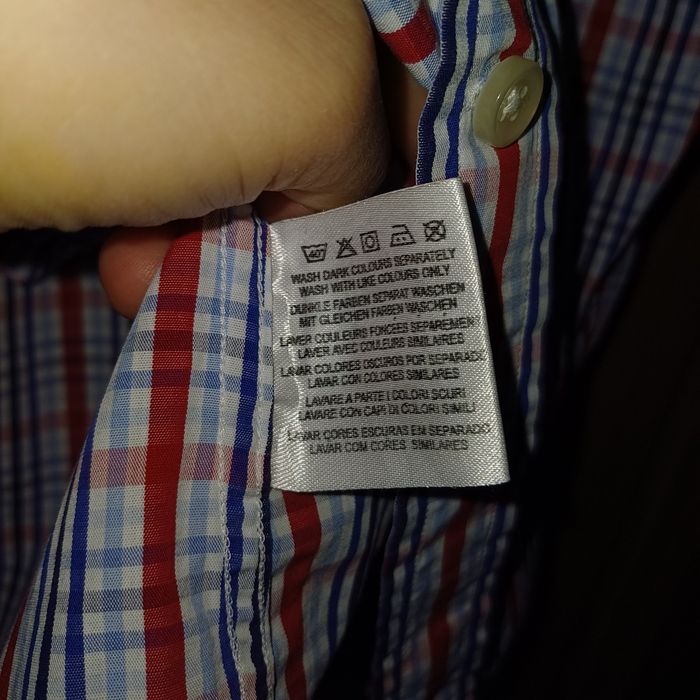 40
WASH DARK COLOURS SEPARATELY
WASH WITH LIKE COLOURS ONLY
DUNKLE FARBEN SEPARAT WASCHEN
MIT GLEICHEN FARBEN WASCHEN
LAVER COULEURS FONCÉES SEPAREMEN
LAVER AVEC COULEURS SIMILAIRES
LAVAR COLORES OSCUROS POR SEPARADO
LAVAR CON COLORES SIMILARES
LAVARE A PARTE I COLORI SCURI
LAVARE CON CAPI DI COLORI SIMILI
LAVAR CORES ESCURAS EM SEPARADO
LAVAR COM CORES SIMILARES